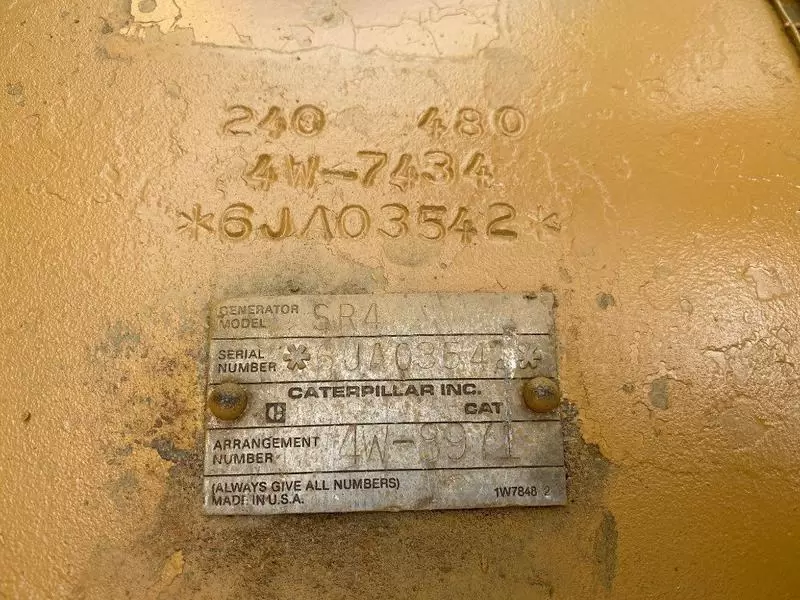 240 480
4W-7434
*6JA03542*
GENERATOR MODEL SR4
SERIAL NUMBER *6JA03542*
CATERPILLAR INC.
C CAT
ARRANGEMENT NUMBER
(ALWAYS GIVE ALL NUMBERS)
MADE IN U.S.A. 1W7848 2